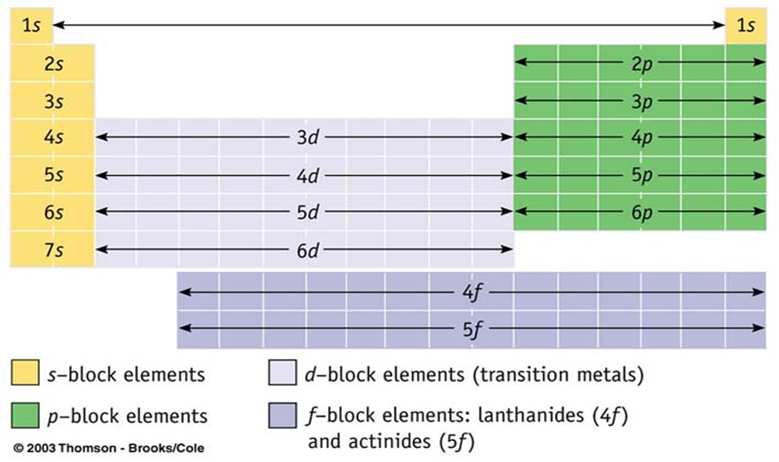 1s 1s
2s 2p
3s 3p
4s 3d 4p
5s 4d 5p
6s 5d 6p
7s 6d
4f
5f
s–block elements
d–block elements (transition metals)
p–block elements
f–block elements: lanthanides (4f)
and actinides (5f)
© 2003 Thomson - Brooks/Cole